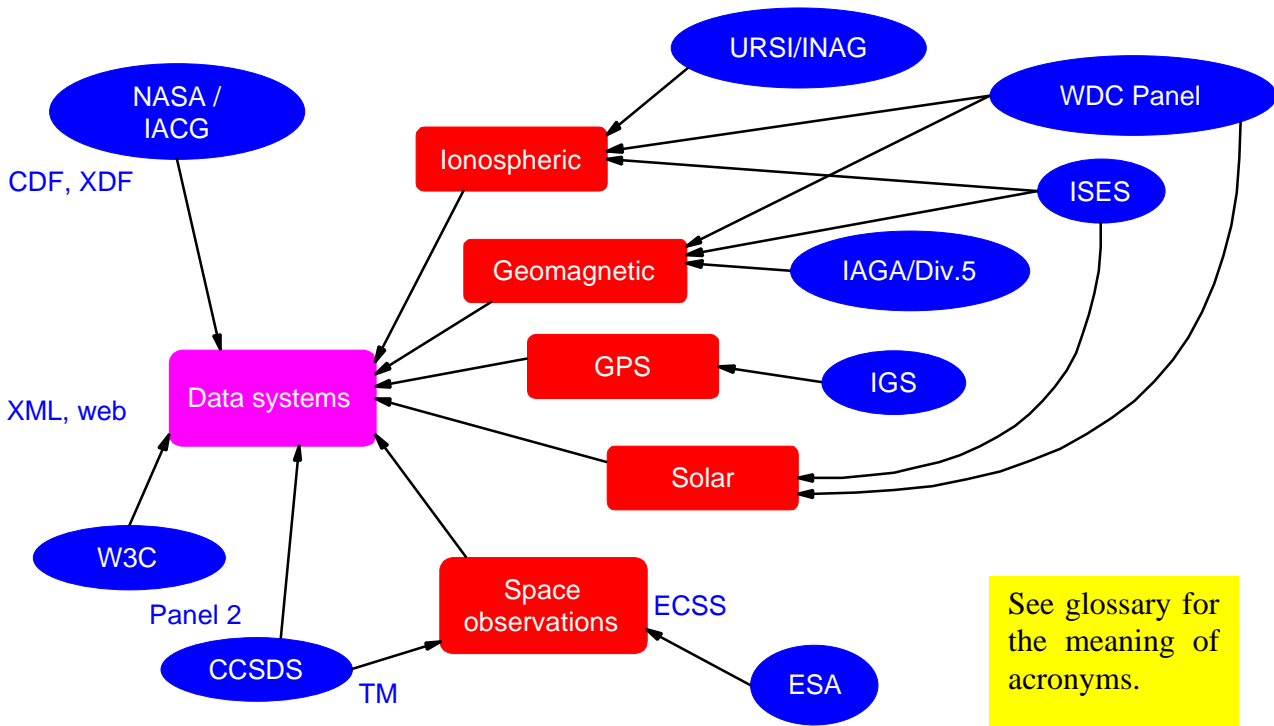 URSI/INAG
NASA /
IACG
WDC Panel
Ionospheric
CDF, XDF
ISES
Geomagnetic
IAGA/Div.5
GPS
IGS
Data systems
XML, web
Solar
W3C
Space
observations
ECSS
Panel 2
CCSDS
TM
ESA
See glossary for
the meaning of
acronyms.